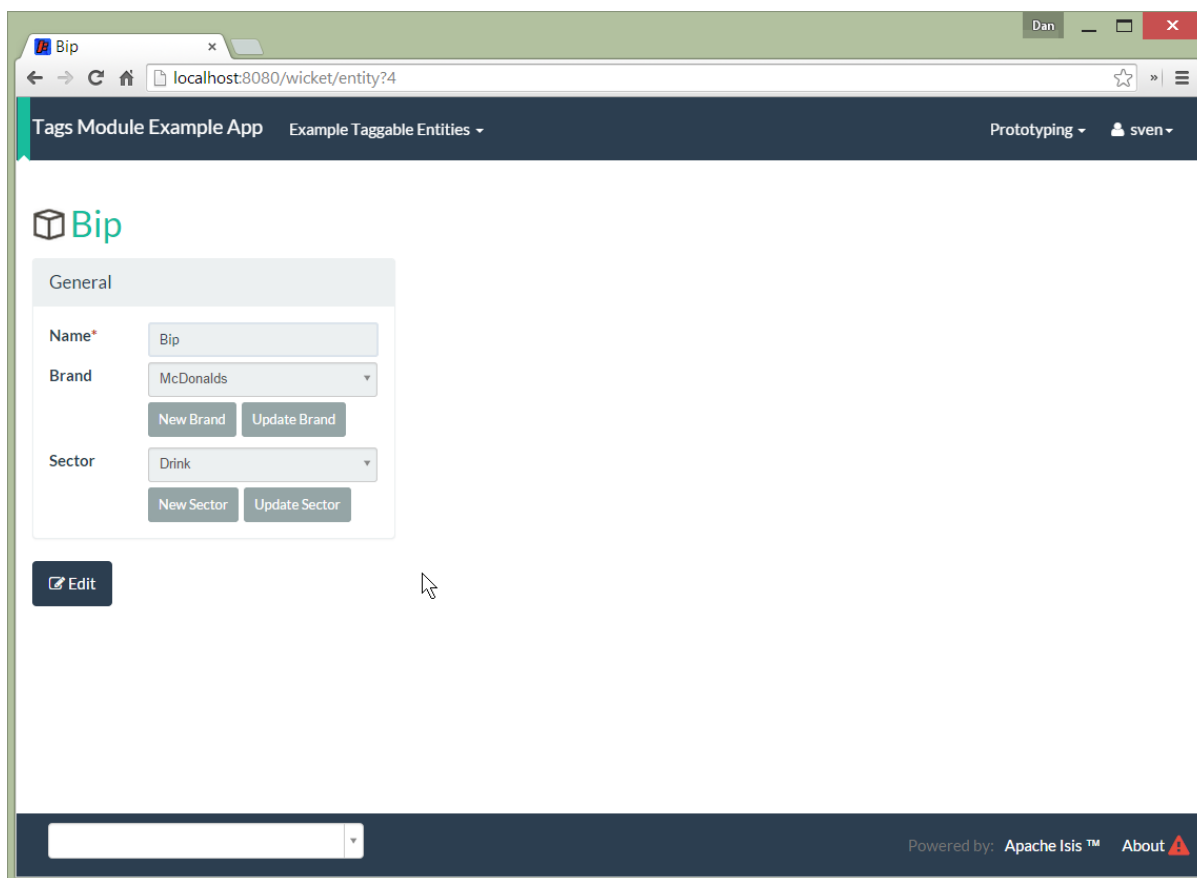 Dan
Bip
localhost:8080/wicket/entity?4
Tags Module Example App Example Taggable Entities Prototyping sven
Bip
General
Name* Bip
Brand McDonalds
New Brand Update Brand
Sector Drink
New Sector Update Sector
Edit
Powered by: Apache Isis ™ About